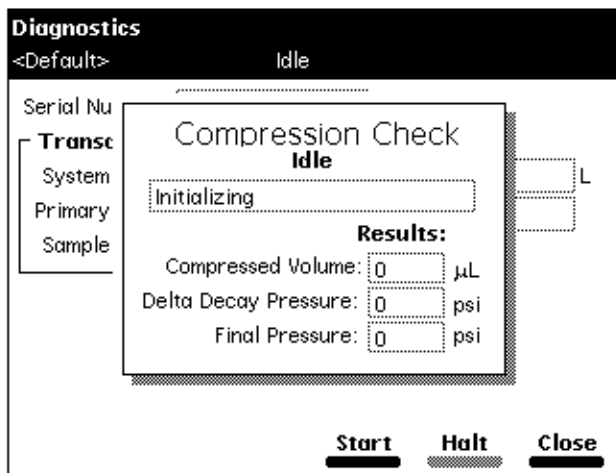 Diagnostics
<Default> Idle
Serial Nu
Transd
System L
Primary
Sample
Compression Check
Idle
Initializing
Results:
Compressed Volume: 0 µL
Delta Decay Pressure: 0 psi
Final Pressure: 0 psi
Start Halt Close